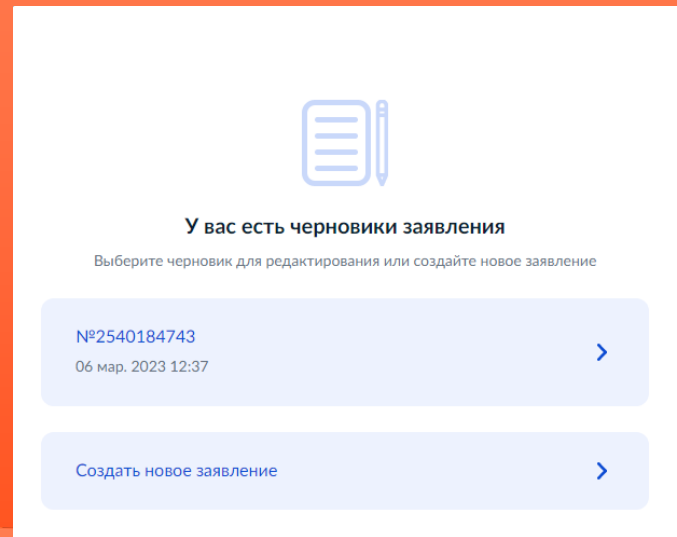 У вас есть черновики заявления
Выберите черновик для редактирования или создайте новое заявление
№2540184743
06 мар. 2023 12:37
Создать новое заявление